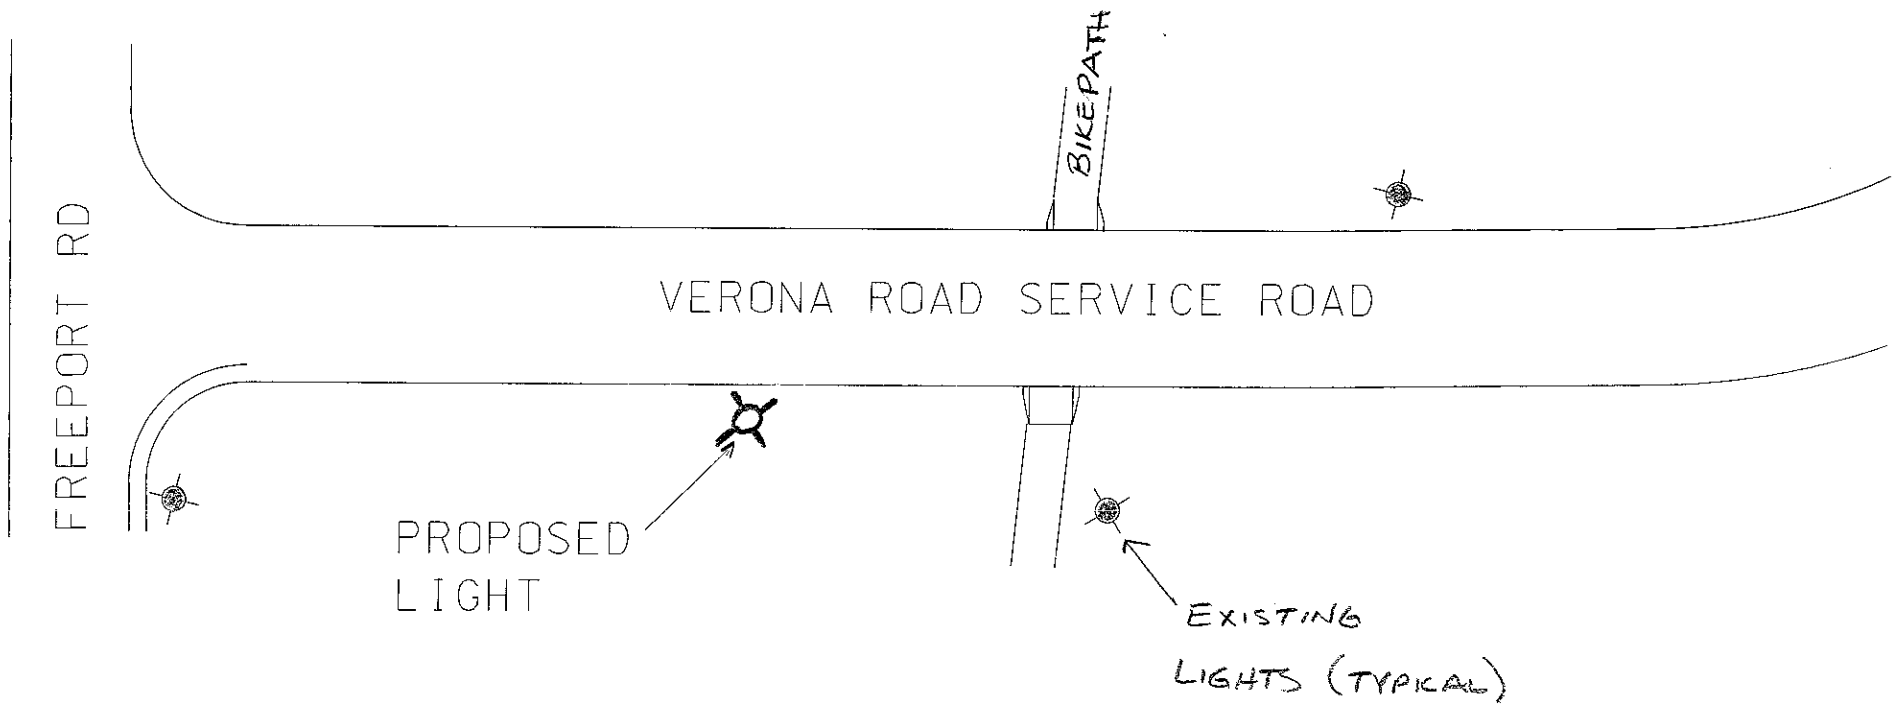 BIKEPATH
FREEPORT RD
VERONA ROAD SERVICE ROAD
PROPOSED
LIGHT
EXISTING
LIGHTS (TYPICAL)